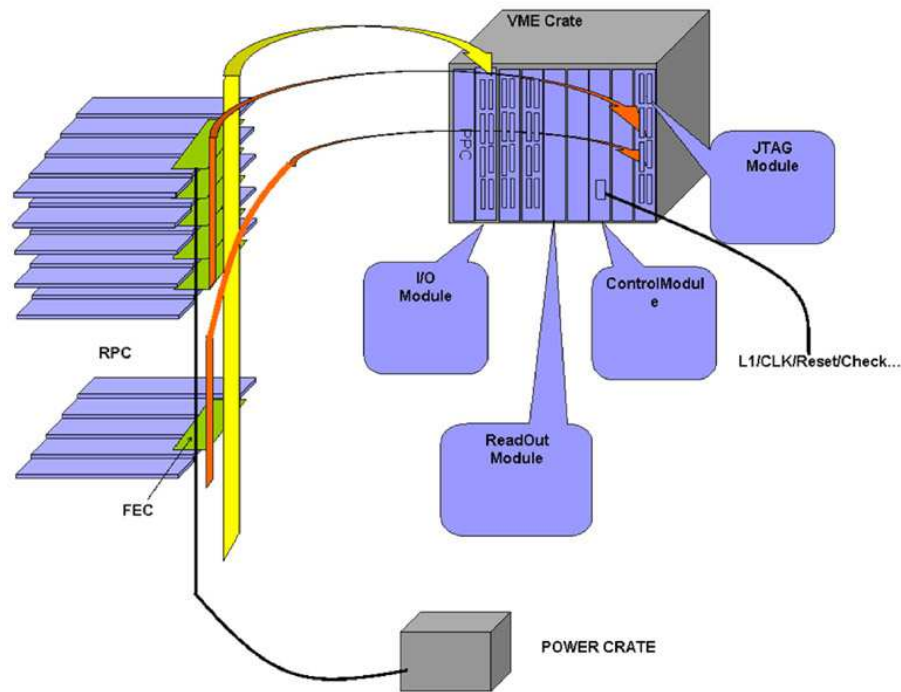 VME Crate
PPC
JTAG
Module
I/O
Module
ControlModul
e
RPC
L1/CLK/Reset/Check...
ReadOut
Module
FEC
POWER CRATE